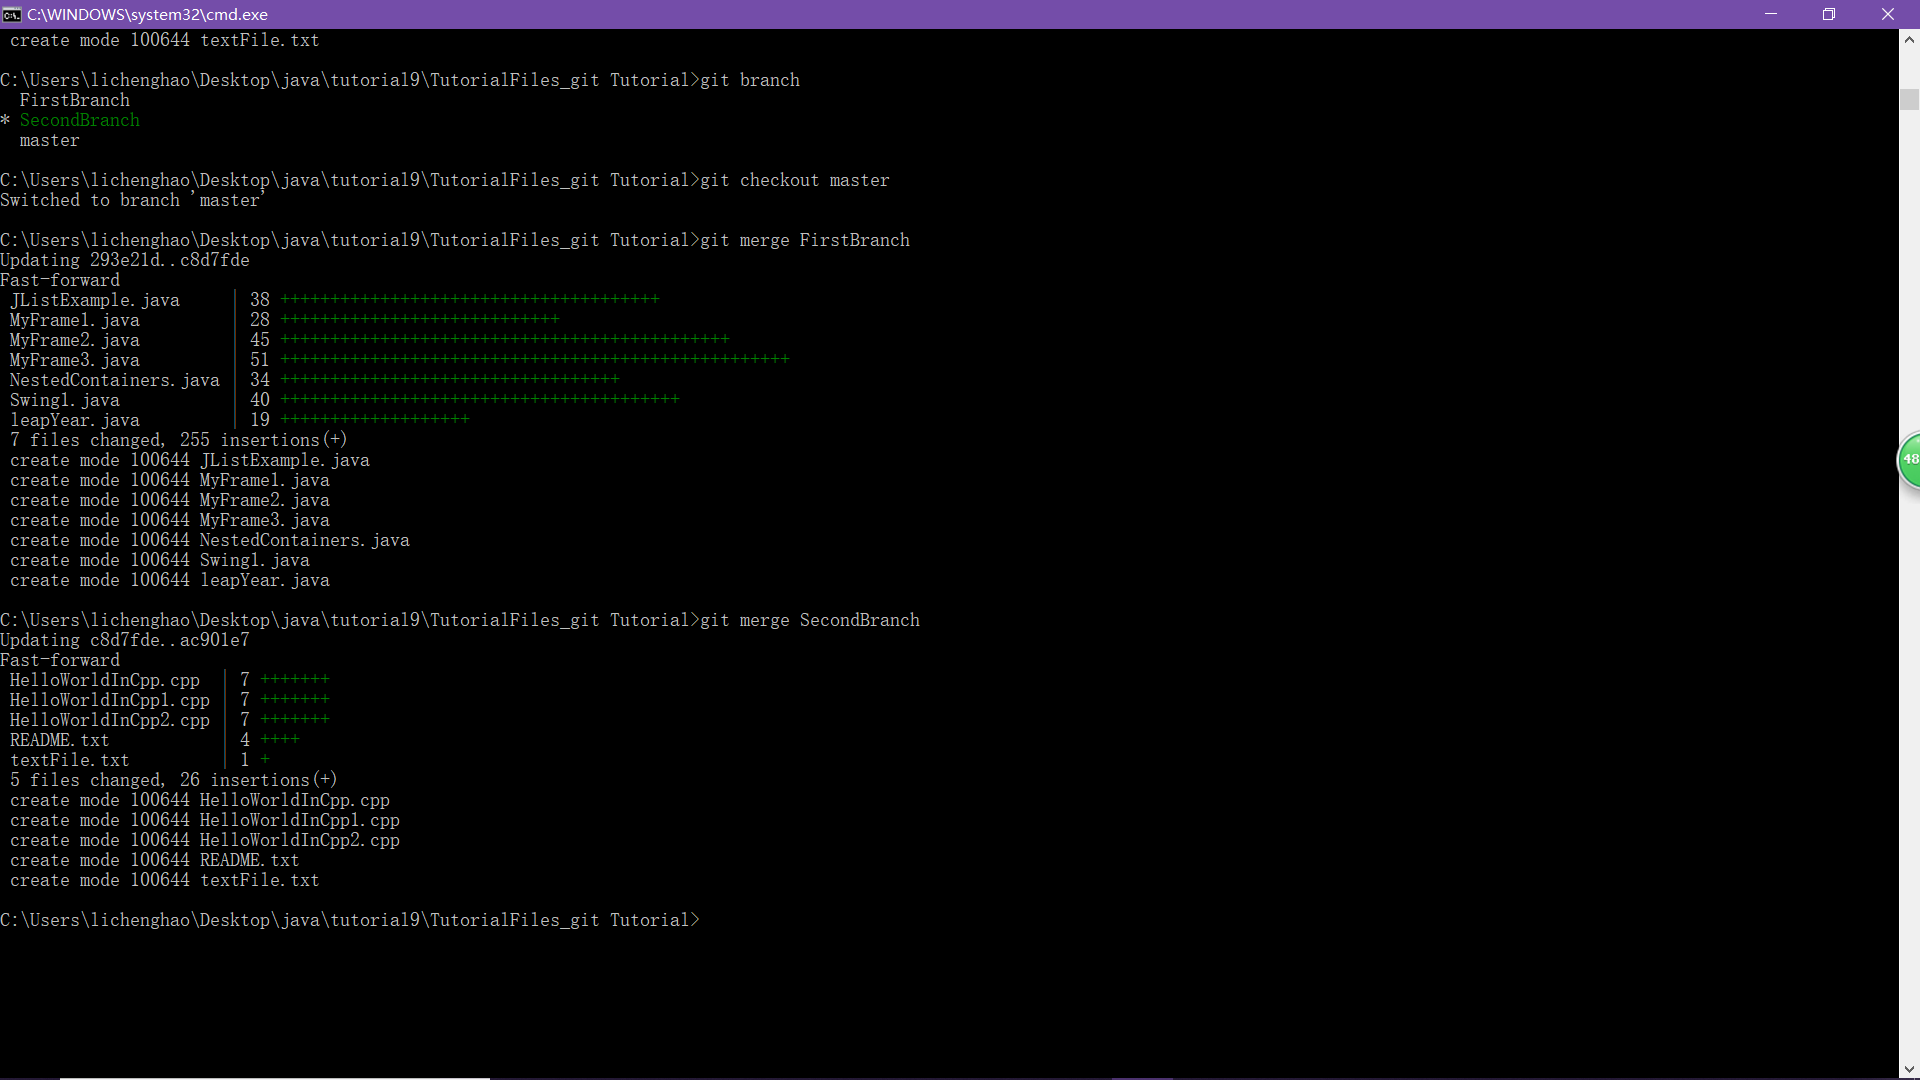 C:\WINDOWS\system32\cmd.exe
create mode 100644 textFile.txt
C:\Users\lichenghao\Desktop\java\tutorial9\TutorialFiles_git Tutorial>git branch
FirstBranch
* SecondBranch
master
C:\Users\lichenghao\Desktop\java\tutorial9\TutorialFiles_git Tutorial>git checkout master
Switched to branch 'master'
C:\Users\lichenghao\Desktop\java\tutorial9\TutorialFiles_git Tutorial>git merge FirstBranch
Updating 293e21d..c8d7fde
Fast-forward
JListExample.java | 38 ++++++++++++++++++++++++++++++++++++++
MyFrame1.java | 28 ++++++++++++++++++++++++++++
MyFrame2.java | 45 +++++++++++++++++++++++++++++++++++++++++++++
MyFrame3.java | 51 +++++++++++++++++++++++++++++++++++++++++++++++++++
NestedContainers.java | 34 ++++++++++++++++++++++++++++++++++
Swing1.java | 40 ++++++++++++++++++++++++++++++++++++++++
leapYear.java | 19 +++++++++++++++++++
7 files changed, 255 insertions(+)
create mode 100644 JListExample.java
create mode 100644 MyFrame1.java
create mode 100644 MyFrame2.java
create mode 100644 MyFrame3.java
create mode 100644 NestedContainers.java
create mode 100644 Swing1.java
create mode 100644 leapYear.java
C:\Users\lichenghao\Desktop\java\tutorial9\TutorialFiles_git Tutorial>git merge SecondBranch
Updating c8d7fde..ac901e7
Fast-forward
HelloWorldInCpp.cpp | 7 +++++++
HelloWorldInCpp1.cpp | 7 +++++++
HelloWorldInCpp2.cpp | 7 +++++++
README.txt | 4 ++++
textFile.txt | 1 +
5 files changed, 26 insertions(+)
create mode 100644 HelloWorldInCpp.cpp
create mode 100644 HelloWorldInCpp1.cpp
create mode 100644 HelloWorldInCpp2.cpp
create mode 100644 README.txt
create mode 100644 textFile.txt
C:\Users\lichenghao\Desktop\java\tutorial9\TutorialFiles_git Tutorial>
48